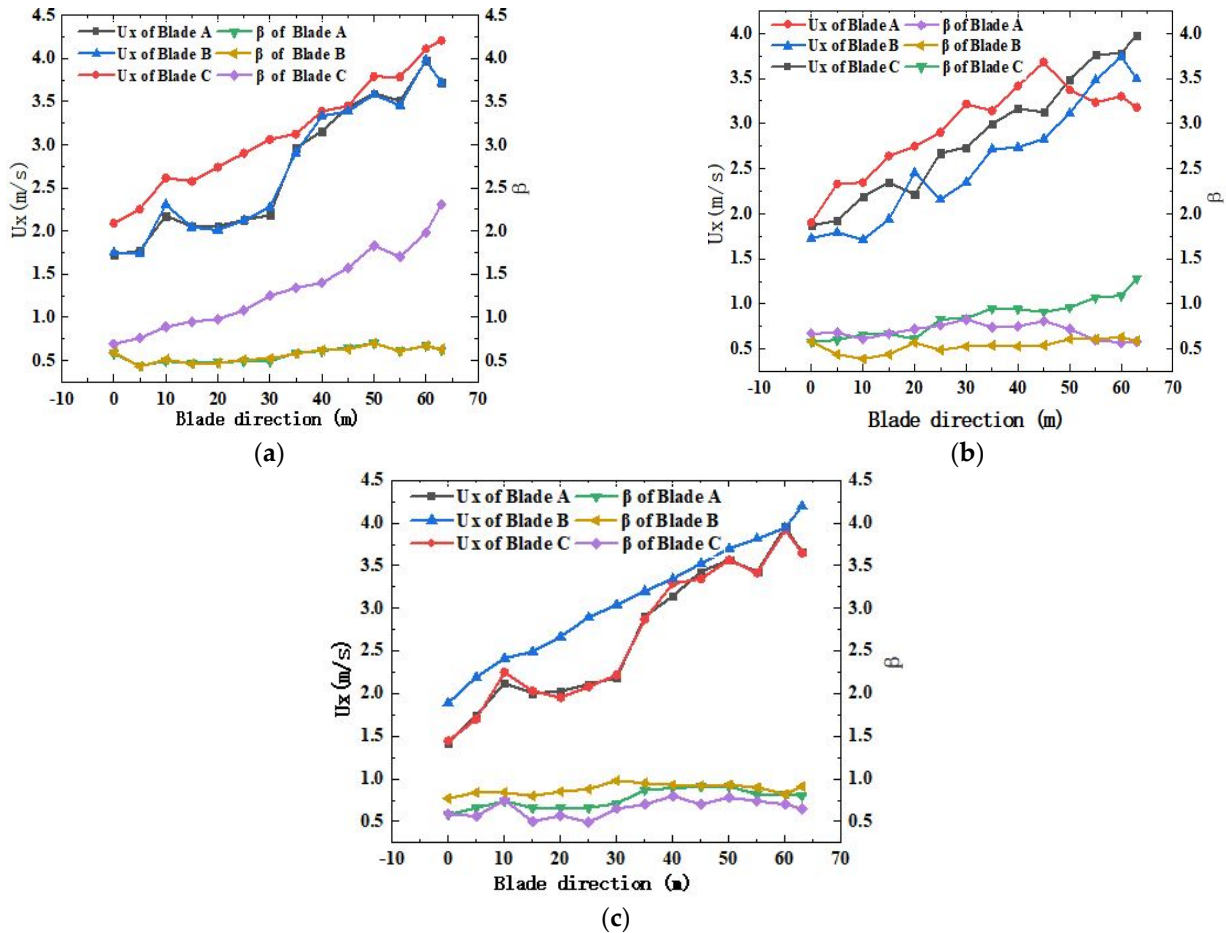 (a)
Ux of Blade A β of Blade A
Ux of Blade B β of Blade B
Ux of Blade C β of Blade C
4.5 4.5
4.0 4.0
3.5 3.5
3.0 3.0
2.5 2.5
2.0 2.0
1.5 1.5
1.0 1.0
0.5 0.5
Ux(m/s)
β
-10 0 10 20 30 40 50 60 70
Blade direction (m)
(b)
Ux of Blade A β of Blade A
Ux of Blade B β of Blade B
Ux of Blade C β of Blade C
4.0 4.0
3.5 3.5
3.0 3.0
2.5 2.5
2.0 2.0
1.5 1.5
1.0 1.0
0.5 0.5
Ux(m/s)
β
-10 0 10 20 30 40 50 60 70
Blade direction (m)
4.5 4.5
Ux of Blade A β of Blade A
Ux of Blade B β of Blade B
Ux of Blade C β of Blade C
4.0 4.0
3.5 3.5
3.0 3.0
2.5 2.5
2.0 2.0
1.5 1.5
1.0 1.0
0.5 0.5
Ux(m/s)
β
-10 0 10 20 30 40 50 60 70
Blade direction (m)
(c)